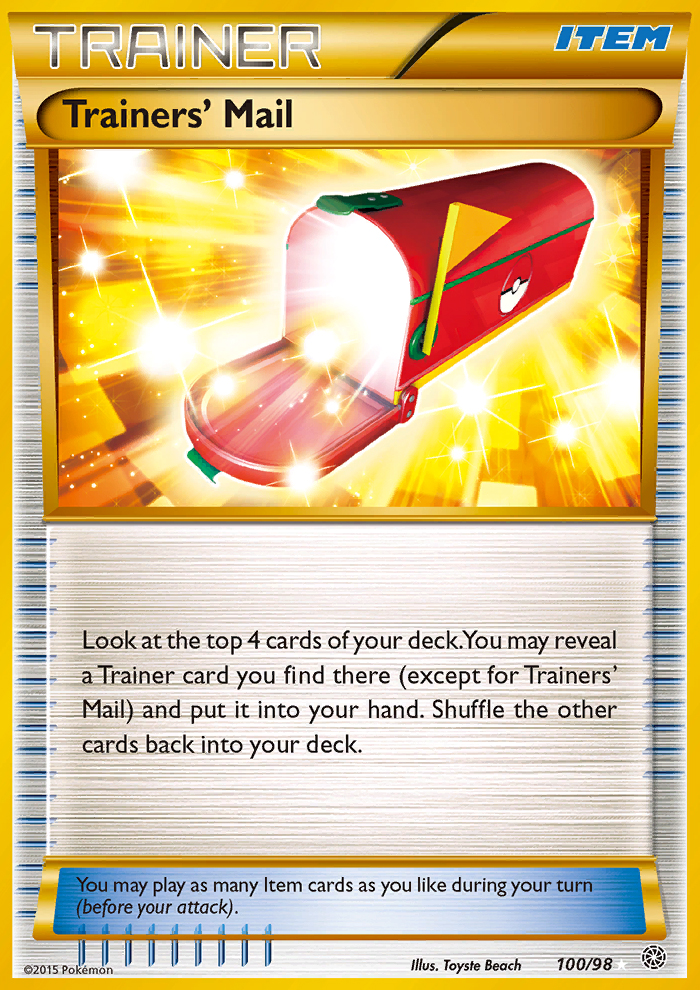 TRAINER
ITEM
Trainers' Mail
Look at the top 4 cards of your deck.You may reveal
a Trainer card you find there (except for Trainers'
Mail) and put it into your hand. Shuffle the other
cards back into your deck.
You may play as many Item cards as you like during your turn
(before your attack).
©2015 Pokémon
Illus. Toyste Beach
100/98